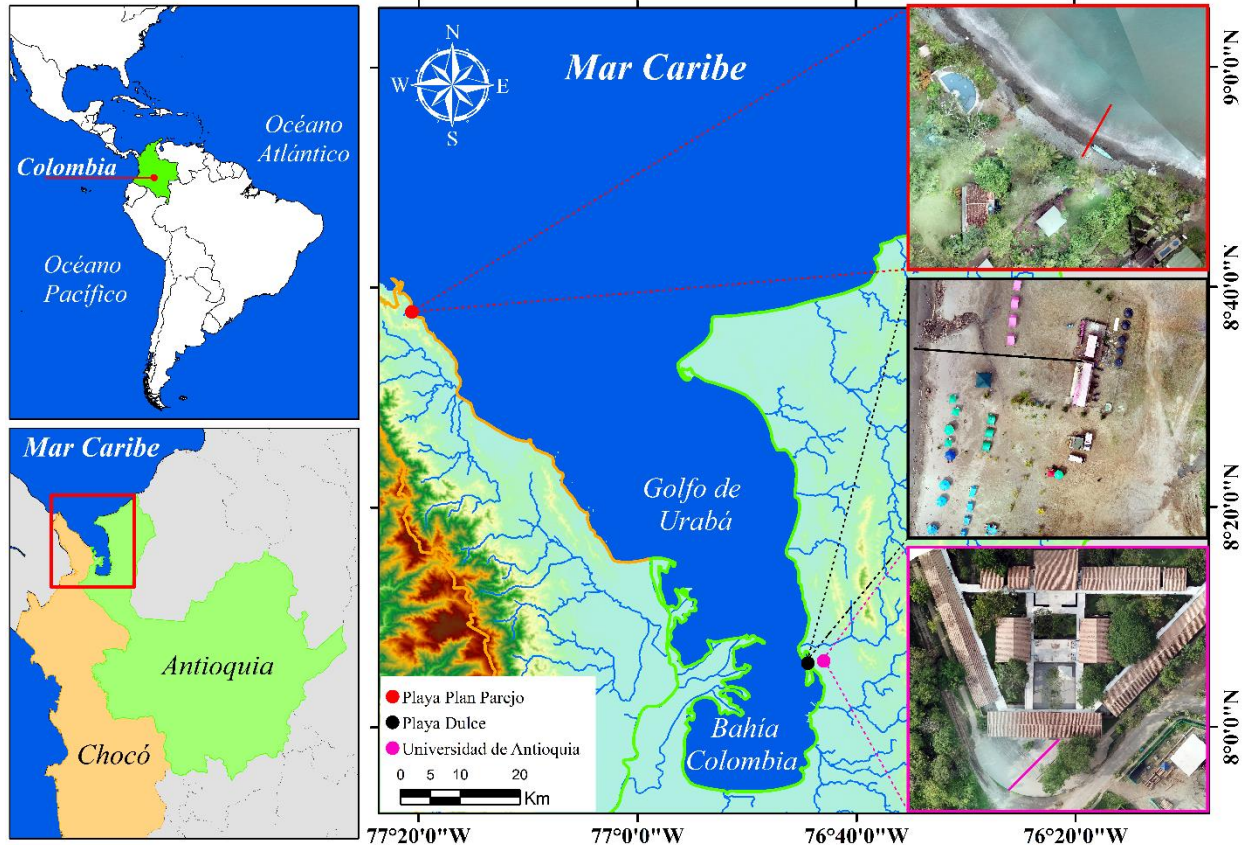 Océano
Atlántico
Colombia
Océano
Pacífico
Mar Caribe
Antioquia
Chocó
N
W
E
S
Mar Caribe
Golfo de
Urabá
Bahía
Colombia
Playa Plan Parejo
Playa Dulce
Universidad de Antioquia
0 5 10 20
Km
77°20'0"W 77°0'0"W 76°40'0"W 76°20'0"W
9°0'0"N
8°40'0"N
8°20'0"N
8°0'0"N